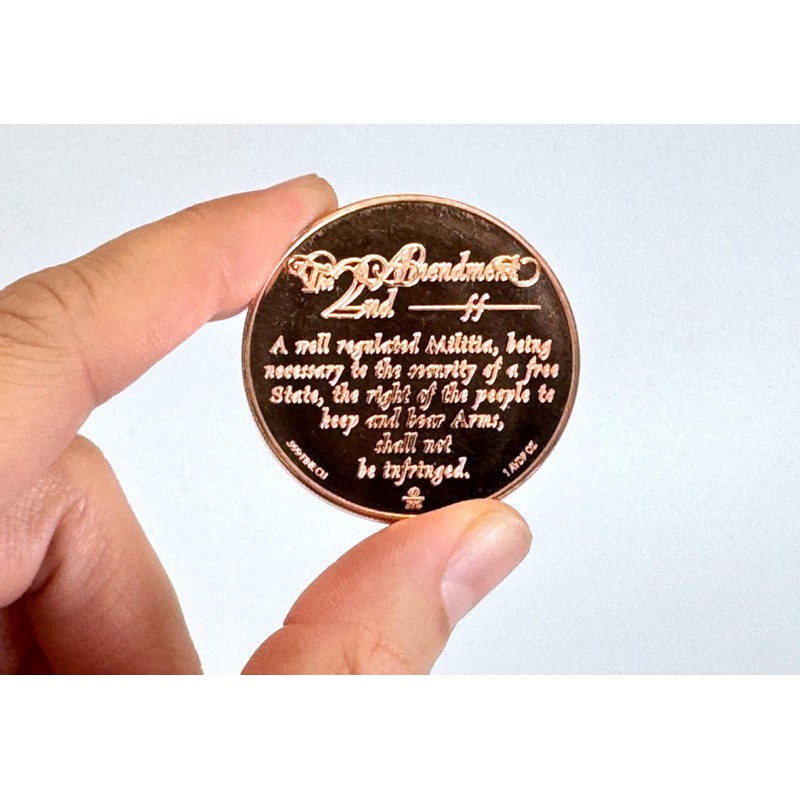 The 2nd Amendment
A well regulated Militia, being
necessary to the security of a free
State, the right of the people to
keep and bear Arms,
shall not
be infringed.
.999 FINE CU
1 AVDP OZ